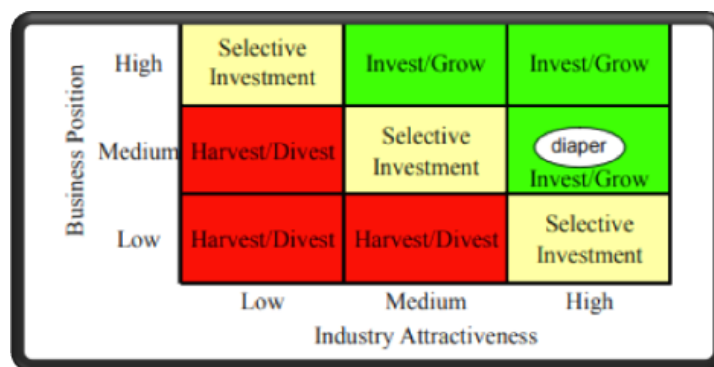 Business Position
High
Selective
Investment
Invest/Grow
Invest/Grow
Medium
Harvest/Divest
Selective
Investment
diaper
Invest/Grow
Low
Harvest/Divest
Harvest/Divest
Selective
Investment
Low
Medium
High
Industry Attractiveness